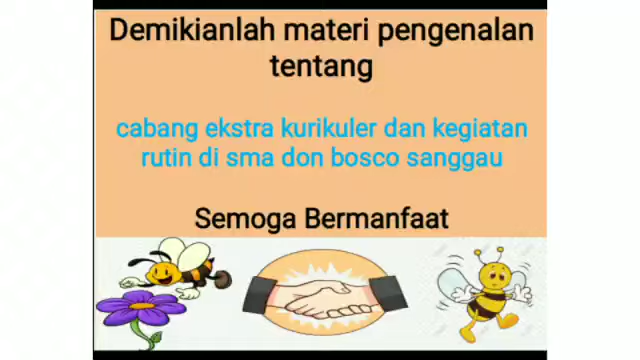 Demikianlah materi pengenalan
tentang
cabang ekstra kurikuler dan kegiatan
rutin di sma don bosco sanggau
Semoga Bermanfaat